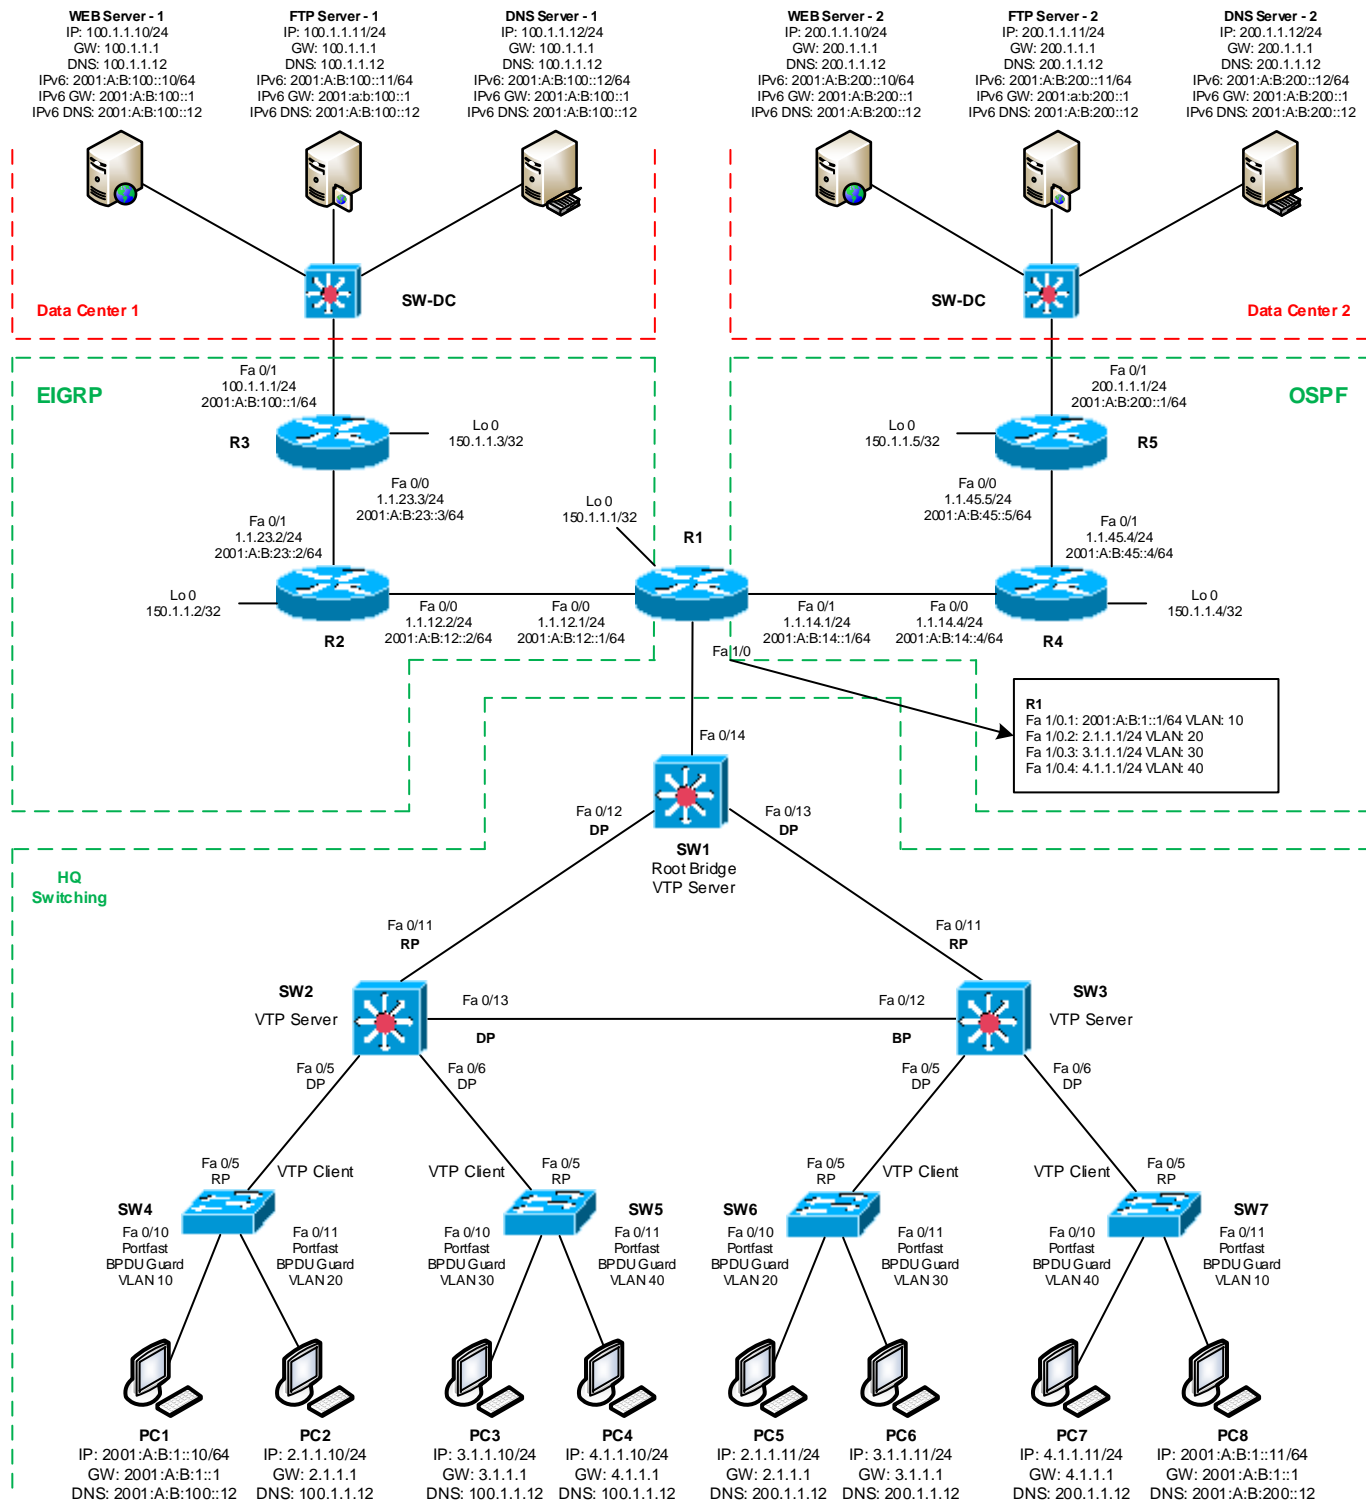 WEB Server - 1
IP: 100.1.1.10/24
GW: 100.1.1.1
DNS: 100.1.1.12
IPv6: 2001:A:B:100::10/64
IPv6 GW: 2001:A:B:100::1
IPv6 DNS: 2001:A:B:100::12
FTP Server - 1
IP: 100.1.1.11/24
GW: 100.1.1.1
DNS: 100.1.1.12
IPv6: 2001:A:B:100::11/64
IPv6 GW: 2001:a:b:100::1
IPv6 DNS: 2001:A:B:100::12
DNS Server - 1
IP: 100.1.1.12/24
GW: 100.1.1.1
DNS: 100.1.1.12
IPv6: 2001:A:B:100::12/64
IPv6 GW: 2001:A:B:100::1
IPv6 DNS: 2001:A:B:100::12
WEB Server - 2
IP: 200.1.1.10/24
GW: 200.1.1.1
DNS: 200.1.1.12
IPv6: 2001:A:B:200::10/64
IPv6 GW: 2001:A:B:200::1
IPv6 DNS: 2001:A:B:200::12
FTP Server - 2
IP: 200.1.1.11/24
GW: 200.1.1.1
DNS: 200.1.1.12
IPv6: 2001:A:B:200::11/64
IPv6 GW: 2001:a:b:200::1
IPv6 DNS: 2001:A:B:200::12
DNS Server - 2
IP: 200.1.1.12/24
GW: 200.1.1.1
DNS: 200.1.1.12
IPv6: 2001:A:B:200::12/64
IPv6 GW: 2001:A:B:200::1
IPv6 DNS: 2001:A:B:200::12
Data Center 1
SW-DC
SW-DC
Data Center 2
EIGRP
Fa 0/1
100.1.1.1/24
2001:A:B:100::1/64
R3
Lo 0
150.1.1.3/32
Fa 0/0
1.1.23.3/24
2001:A:B:23::3/64
Fa 0/1
1.1.23.2/24
2001:A:B:23::2/64
Lo 0
150.1.1.2/32
R2
Fa 0/0
1.1.12.2/24
2001:A:B:12::2/64
Fa 0/0
1.1.12.1/24
2001:A:B:12::1/64
Lo 0
150.1.1.1/32
R1
OSPF
Fa 0/1
200.1.1.1/24
2001:A:B:200::1/64
Lo 0
150.1.1.5/32
R5
Fa 0/0
1.1.45.5/24
2001:A:B:45::5/64
Fa 0/1
1.1.45.4/24
2001:A:B:45::4/64
Fa 0/1
1.1.14.1/24
2001:A:B:14::1/64
Fa 0/0
1.1.14.4/24
2001:A:B:14::4/64
R4
Lo 0
150.1.1.4/32
Fa 1/0
R1
Fa 1/0.1: 2001:A:B:1::1/64 VLAN: 10
Fa 1/0.2: 2.1.1.1/24 VLAN: 20
Fa 1/0.3: 3.1.1.1/24 VLAN: 30
Fa 1/0.4: 4.1.1.1/24 VLAN: 40
Fa 0/14
Fa 0/12
DP
Fa 0/13
DP
SW1
Root Bridge
VTP Server
HQ
Switching
Fa 0/11
RP
Fa 0/11
RP
SW2
VTP Server
Fa 0/13
DP
Fa 0/12
BP
SW3
VTP Server
Fa 0/5
DP
Fa 0/6
DP
Fa 0/5
DP
Fa 0/6
DP
Fa 0/5
RP
VTP Client
VTP Client
Fa 0/5
RP
Fa 0/5
RP
VTP Client
VTP Client
Fa 0/5
RP
SW4
Fa 0/10
Portfast
BPDU Guard
VLAN 10
Fa 0/11
Portfast
BPDU Guard
VLAN 20
SW5
Fa 0/10
Portfast
BPDU Guard
VLAN 30
Fa 0/11
Portfast
BPDU Guard
VLAN 40
SW6
Fa 0/10
Portfast
BPDU Guard
VLAN 20
Fa 0/11
Portfast
BPDU Guard
VLAN 30
SW7
Fa 0/10
Portfast
BPDU Guard
VLAN 40
Fa 0/11
Portfast
BPDU Guard
VLAN 10
PC1
IP: 2001:A:B:1::10/64
GW: 2001:A:B:1::1
DNS: 2001:A:B:100::12
PC2
IP: 2.1.1.10/24
GW: 2.1.1.1
DNS: 100.1.1.12
PC3
IP: 3.1.1.10/24
GW: 3.1.1.1
DNS: 100.1.1.12
PC4
IP: 4.1.1.10/24
GW: 4.1.1.1
DNS: 100.1.1.12
PC5
IP: 2.1.1.11/24
GW: 2.1.1.1
DNS: 200.1.1.12
PC6
IP: 3.1.1.11/24
GW: 3.1.1.1
DNS: 200.1.1.12
PC7
IP: 4.1.1.11/24
GW: 4.1.1.1
DNS: 200.1.1.12
PC8
IP: 2001:A:B:1::11/64
GW: 2001:A:B:1::1
DNS: 2001:A:B:200::12